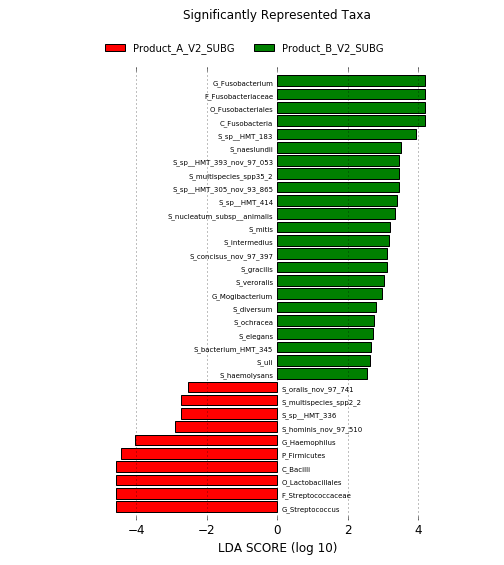 Significantly Represented Taxa
Product_A_V2_SUBG Product_B_V2_SUBG
G_Fusobacterium
F_Fusobacteriaceae
O_Fusobacteriales
C_Fusobacteria
S_sp__HMT_183
S_naeslundii
S_sp__HMT_393_nov_97_053
S_multispecies_spp35_2
S_sp__HMT_305_nov_93_865
S_sp__HMT_414
S_nucleatum_subsp__animalis
S_mitis
S_intermedius
S_concisus_nov_97_397
S_gracilis
S_veroralis
G_Mogibacterium
S_diversum
S_ochracea
S_elegans
S_bacterium_HMT_345
S_uli
S_haemolysans
S_oralis_nov_97_741
S_multispecies_spp2_2
S_sp__HMT_336
S_hominis_nov_97_510
G_Haemophilus
P_Firmicutes
C_Bacilli
O_Lactobacillales
F_Streptococcaceae
G_Streptococcus
−4 −2 0 2 4
LDA SCORE (log 10)